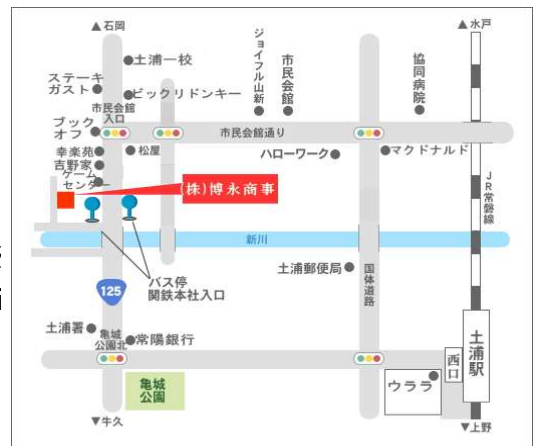 ▲石岡
▲水戸
土浦一校
ジョイフル山新
市民会館
協同病院
ステーキ
ガスト
ビックリドンキー
市民会館
入口
ブック
オフ
市民会館通り
幸楽苑
松屋
ハローワーク
マクドナルド
吉野家
ゲーム
センター
(株)博永商事
JR常磐線
新川
バス停
関鉄本社入口
土浦郵便局
国体道路
125
土浦署
亀城
公園北
常陽銀行
西口
土浦駅
亀城
公園
ウララ
▼牛久
▼上野